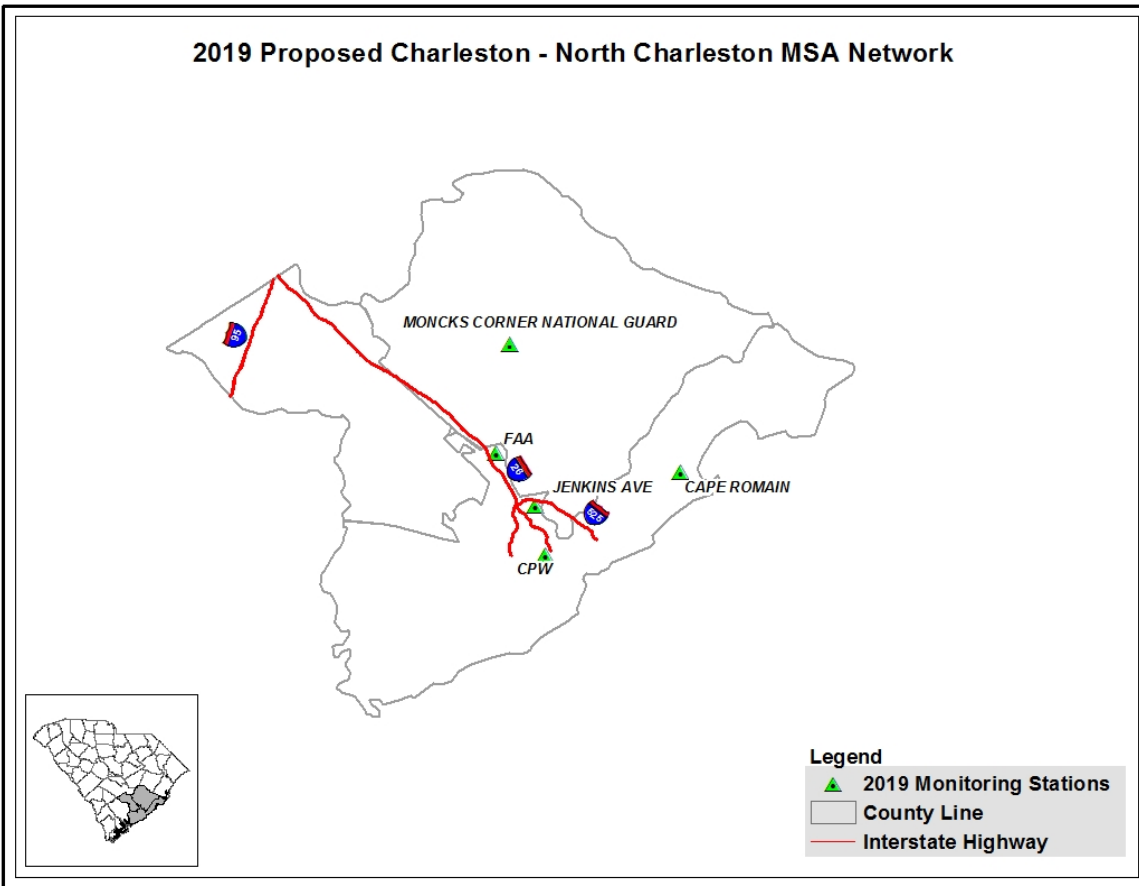 2019 Proposed Charleston - North Charleston MSA Network
MONCKS CORNER NATIONAL GUARD
95
FAA
26
JENKINS AVE
CAPE ROMAIN
526
CPW
Legend
2019 Monitoring Stations
County Line
Interstate Highway